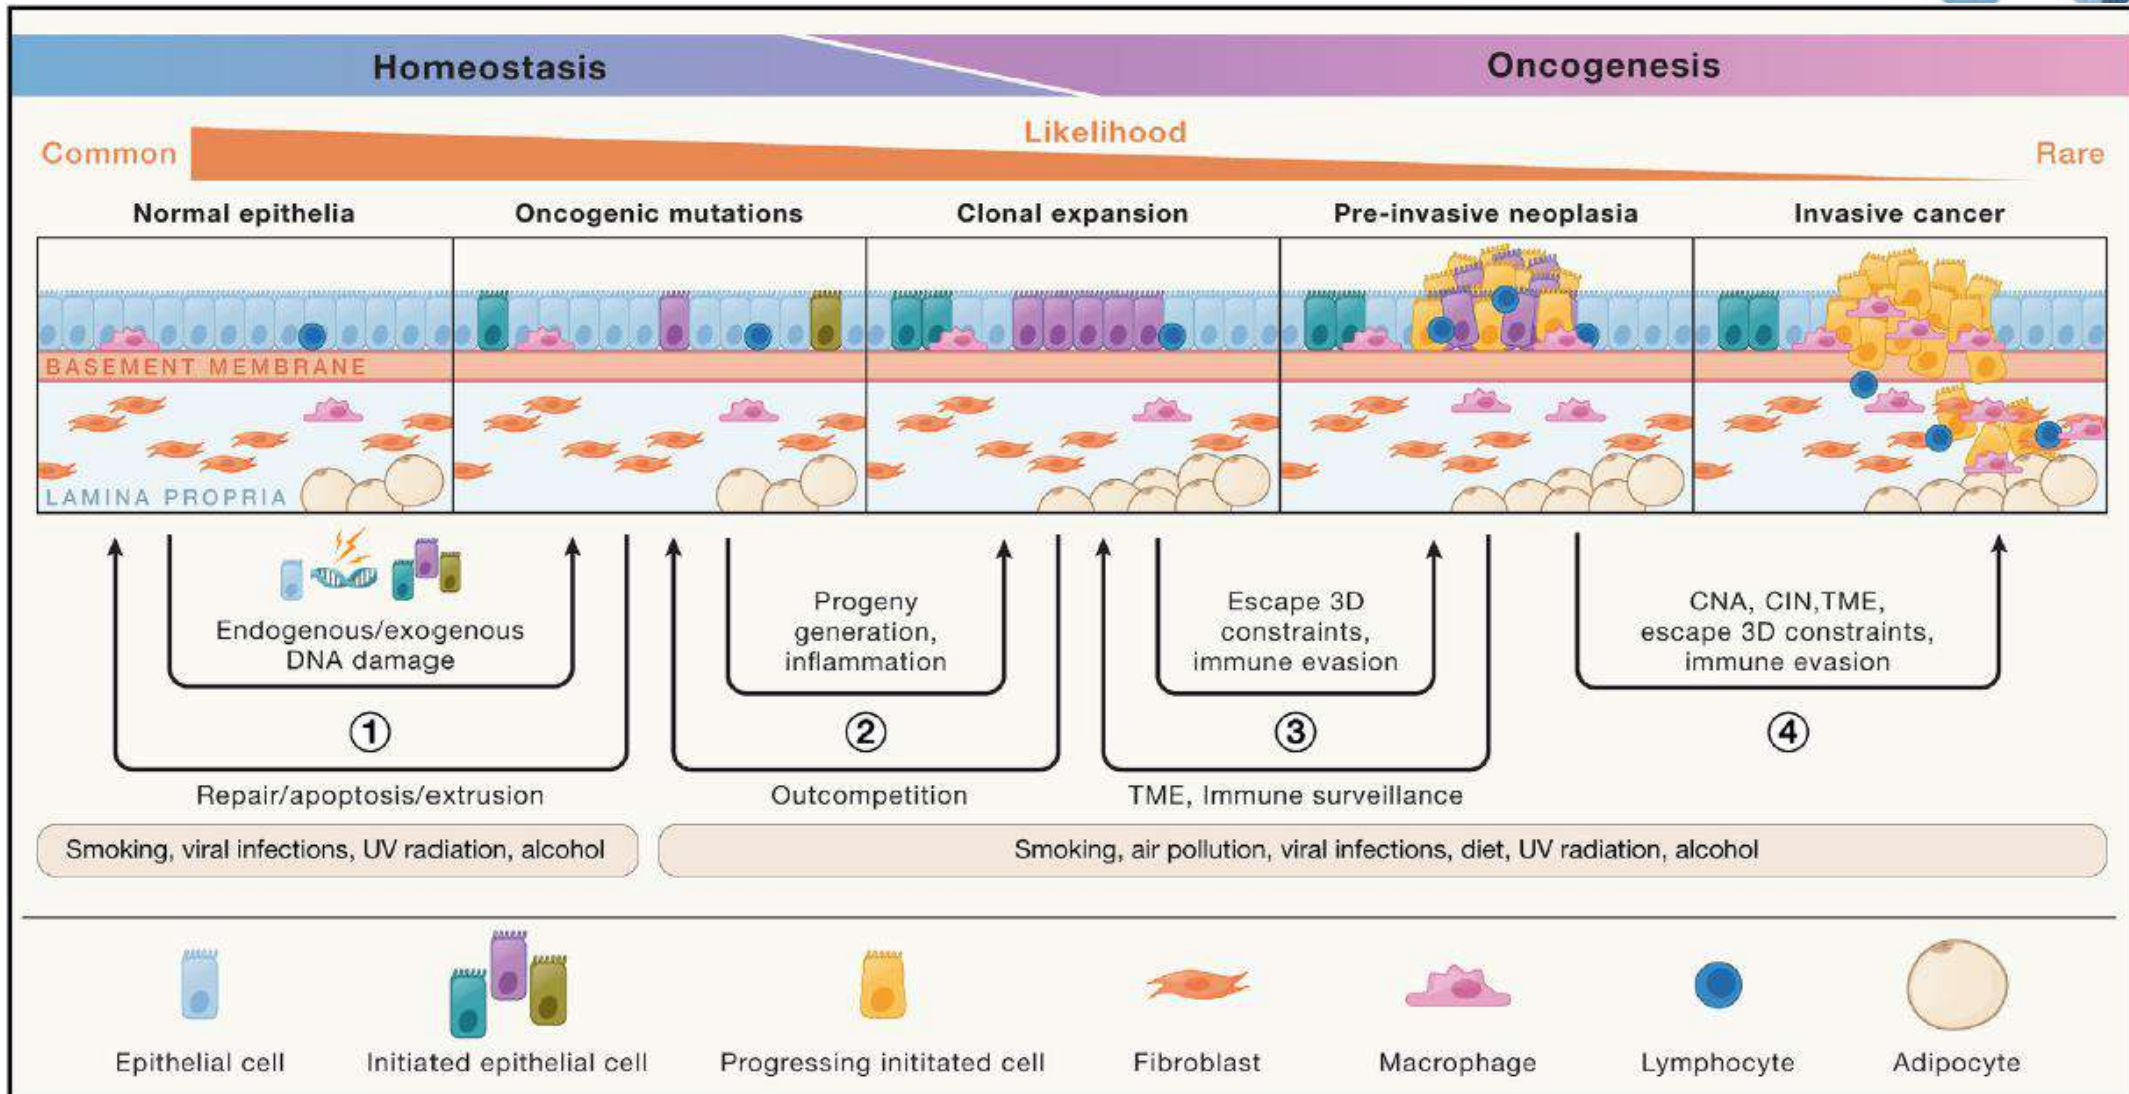 Homeostasis
Oncogenesis
Likelihood
Common
Rare
Normal epithelia
Oncogenic mutations
Clonal expansion
Pre-invasive neoplasia
Invasive cancer
BASEMENT MEMBRANE
LAMINA PROPRIA
Endogenous/exogenous
DNA damage
Progeny
generation,
inflammation
Escape 3D
constraints,
immune evasion
CNA, CIN,TME,
escape 3D constraints,
immune evasion
1
2
3
4
Repair/apoptosis/extrusion
Outcompetition
TME, Immune surveillance
Smoking, viral infections, UV radiation, alcohol
Smoking, air pollution, viral infections, diet, UV radiation, alcohol
Epithelial cell
Initiated epithelial cell
Progressing inititated cell
Fibroblast
Macrophage
Lymphocyte
Adipocyte